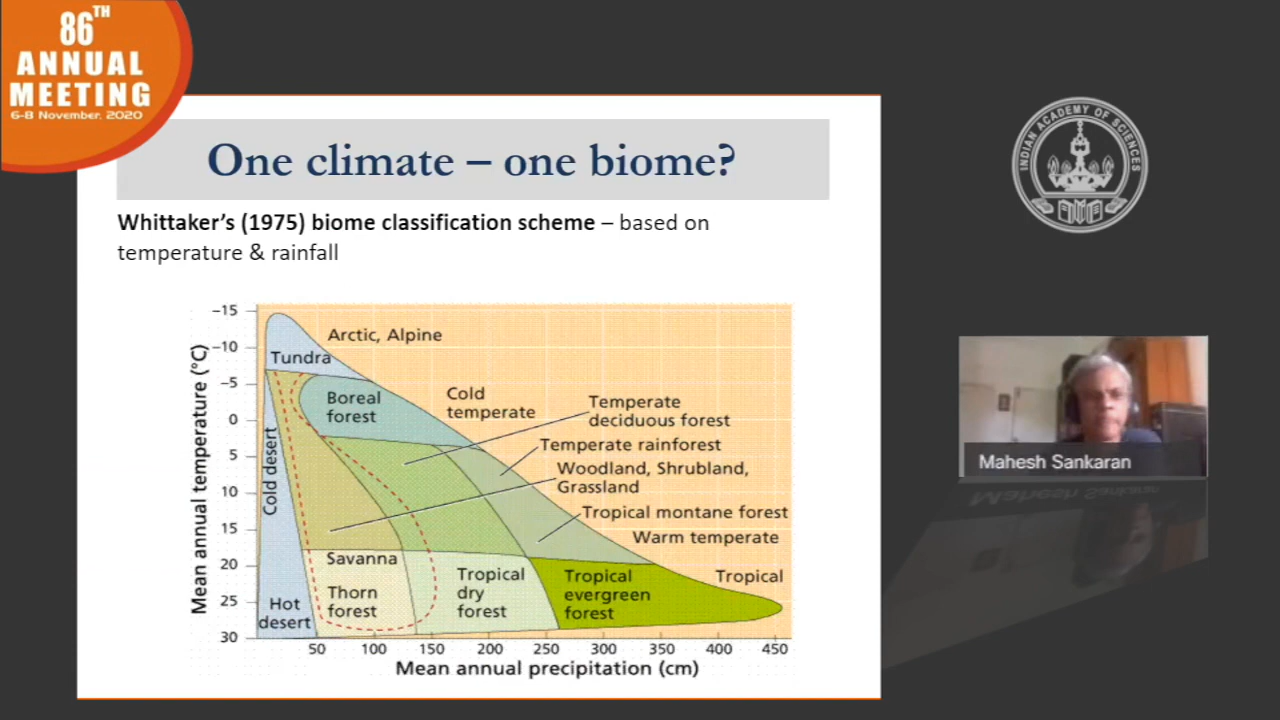 86TH
ANNUAL
MEETING
6-8 November, 2020
One climate – one biome?
Whittaker's (1975) biome classification scheme – based on
temperature & rainfall
INDIAN ACADEMY OF SCIENCES
Mahesh Sankaran
Mean annual temperature (°C)
–15
–10
–5
0
5
10
15
20
25
30
Arctic, Alpine
Tundra
Boreal
forest
Cold
temperate
Temperate
deciduous forest
Temperate rainforest
Woodland, Shrubland,
Grassland
Tropical montane forest
Warm temperate
Cold desert
Savanna
Thorn
forest
Tropical
dry
forest
Tropical
evergreen
forest
Tropical
Hot
desert
50 100 150 200 250 300 350 400 450
Mean annual precipitation (cm)